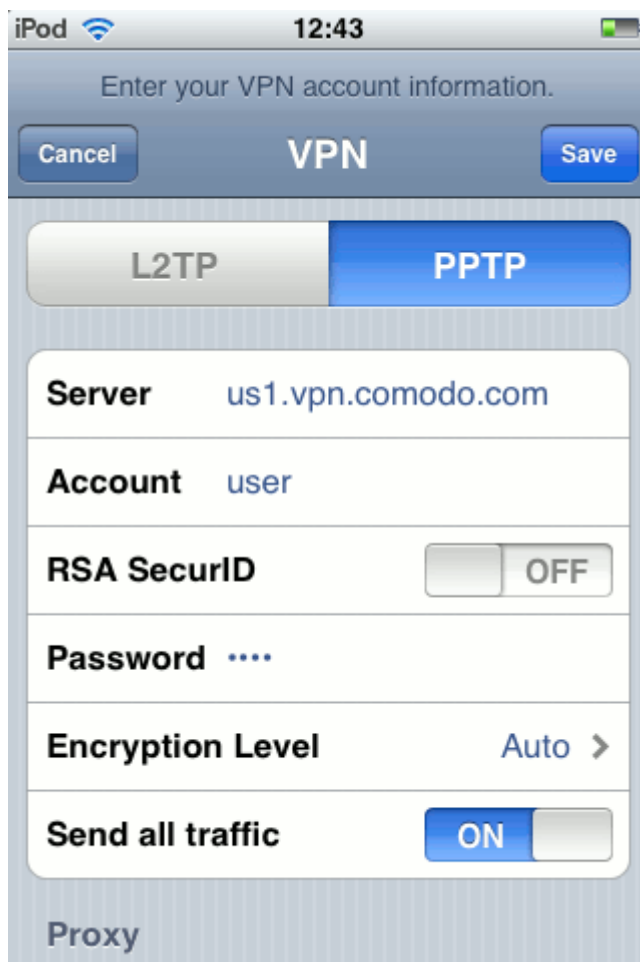 iPod 12:43
Enter your VPN account information.
Cancel VPN Save
L2TP PPTP
Server us1.vpn.comodo.com
Account user
RSA SecurID OFF
Password ••••
Encryption Level Auto
Send all traffic ON
Proxy